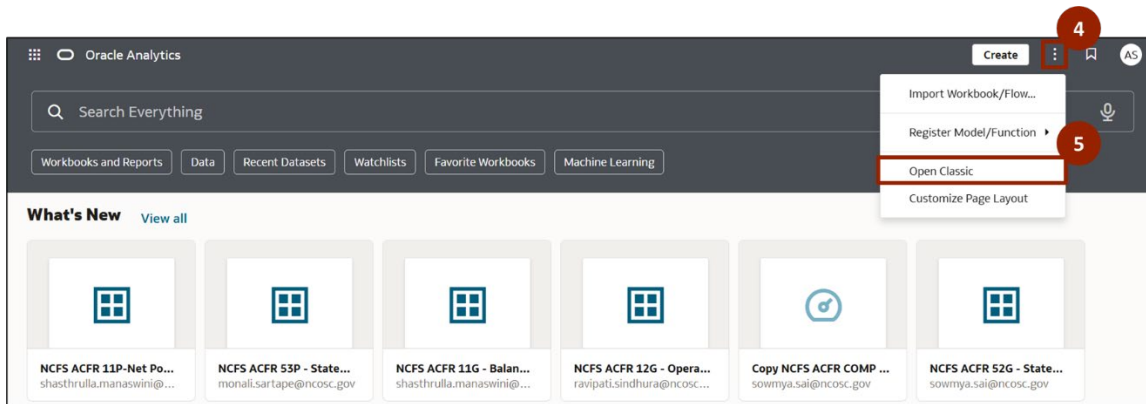 4
Oracle Analytics
Create
AS
Search Everything
Import Workbook/Flow...
Register Model/Function
5
Open Classic
Customize Page Layout
Workbooks and Reports Data Recent Datasets Watchlists Favorite Workbooks Machine Learning
What's New View all
NCFS ACFR 11P-Net Po... NCFS ACFR 53P - State... NCFS ACFR 11G - Balan... NCFS ACFR 12G - Opera... Copy NCFS ACFR COMP ... NCFS ACFR 52G - State...
shasthrulla.manaswini@... monali.sartape@ncosc.gov shasthrulla.manaswini@... ravipati.sindhura@ncosc... sowmya.sai@ncosc.gov sowmya.sai@ncosc.gov